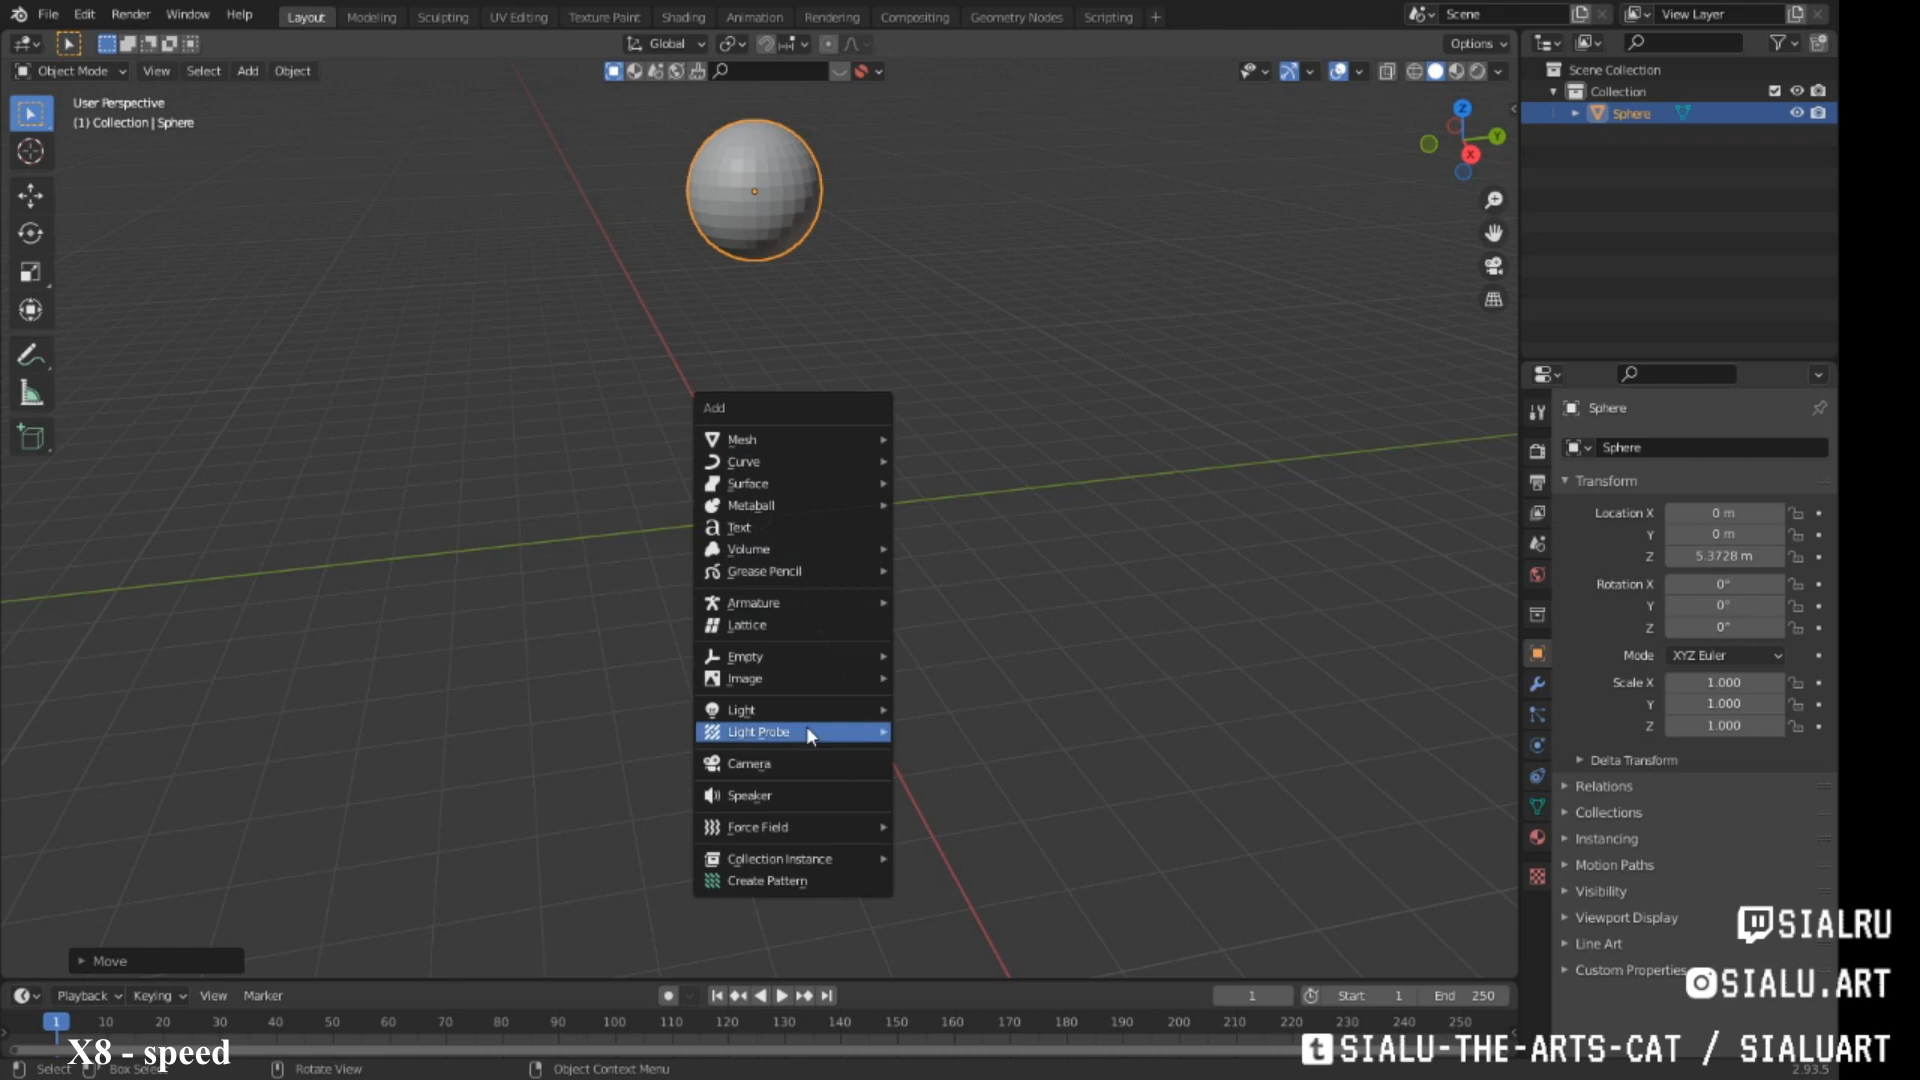 File Edit Render Window Help Layout Modeling Sculpting UV Editing Texture Paint Shading Animation Rendering Compositing Geometry Nodes Scripting + Scene View Layer
Global Options
Object Mode View Select Add Object
User Perspective
(1) Collection | Sphere
Z
Y
X
Scene Collection
Collection
Sphere
Add
Mesh
Curve
Surface
Metaball
Text
Volume
Grease Pencil
Armature
Lattice
Empty
Image
Light
Light Probe
Camera
Speaker
Force Field
Collection Instance
Create Pattern
Sphere
Sphere
Transform
Location X 0 m
Y 0 m
Z 5.3728 m
Rotation X 0°
Y 0°
Z 0°
Mode XYZ Euler
Scale X 1.000
Y 1.000
Z 1.000
Delta Transform
Relations
Collections
Instancing
Motion Paths
Visibility
Viewport Display
Line Art
Custom Properties
SIALRU
SIALU.ART
SIALU-THE-ARTS-CAT / SIALUART
Move
Playback Keying View Marker 1 Start 1 End 250
1 10 20 30 40 50 60 70 80 90 100 110 120 130 140 150 160 170 180 190 200 210 220 230 240 250
X8 - speed
Select Box Select Rotate View Object Context Menu 2.93.5